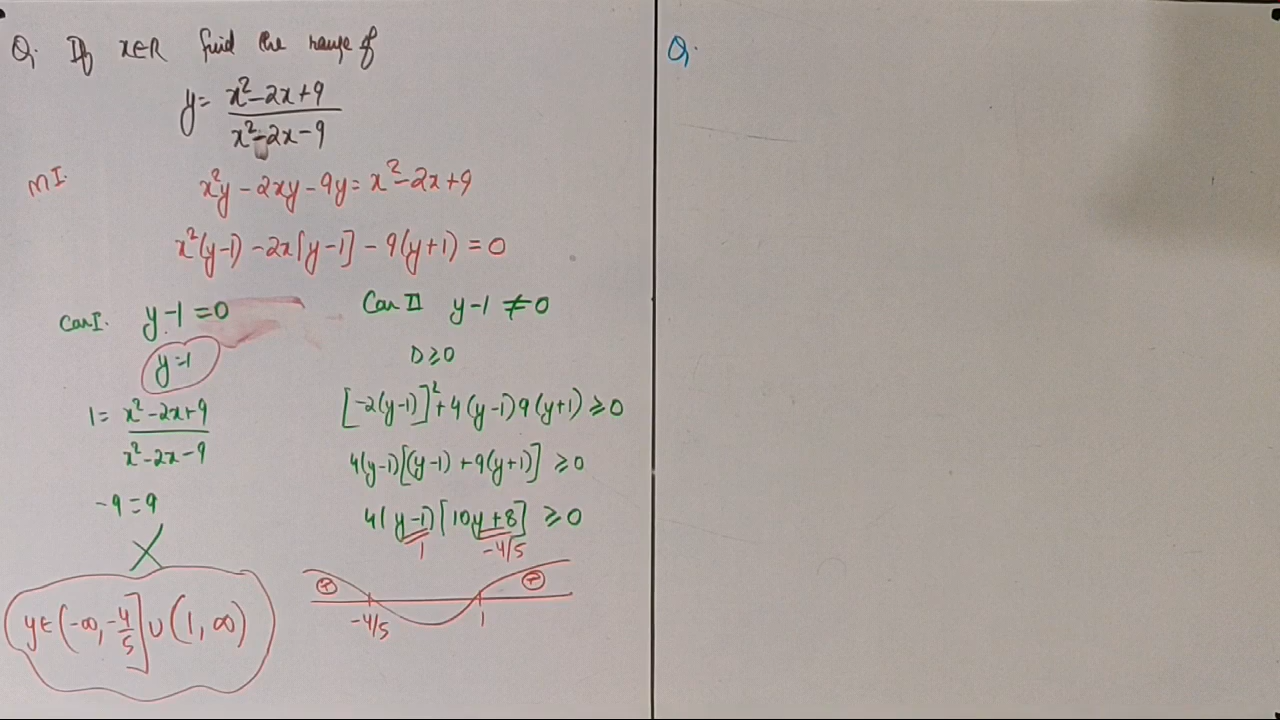 Q. If x∈R find the range of
y = (x²-2x+9)/(x²-2x-9)
M I.
x²y - 2xy - 9y = x² - 2x + 9
x²(y-1) - 2x[y-1] - 9(y+1) = 0
Case I. y-1 = 0
y=1
1 = (x²-2x+9)/(x²-2x-9)
-9 = 9
X
y∈(-∞, -4/5] ∪ (1, ∞)
Case II y-1 ≠ 0
D ≥ 0
[-2(y-1)]² + 4(y-1)9(y+1) ≥ 0
4(y-1)[(y-1) + 9(y+1)] ≥ 0
4(y-1)[10y+8] ≥ 0
1 -4/5
+ +
-4/5 1
Q.